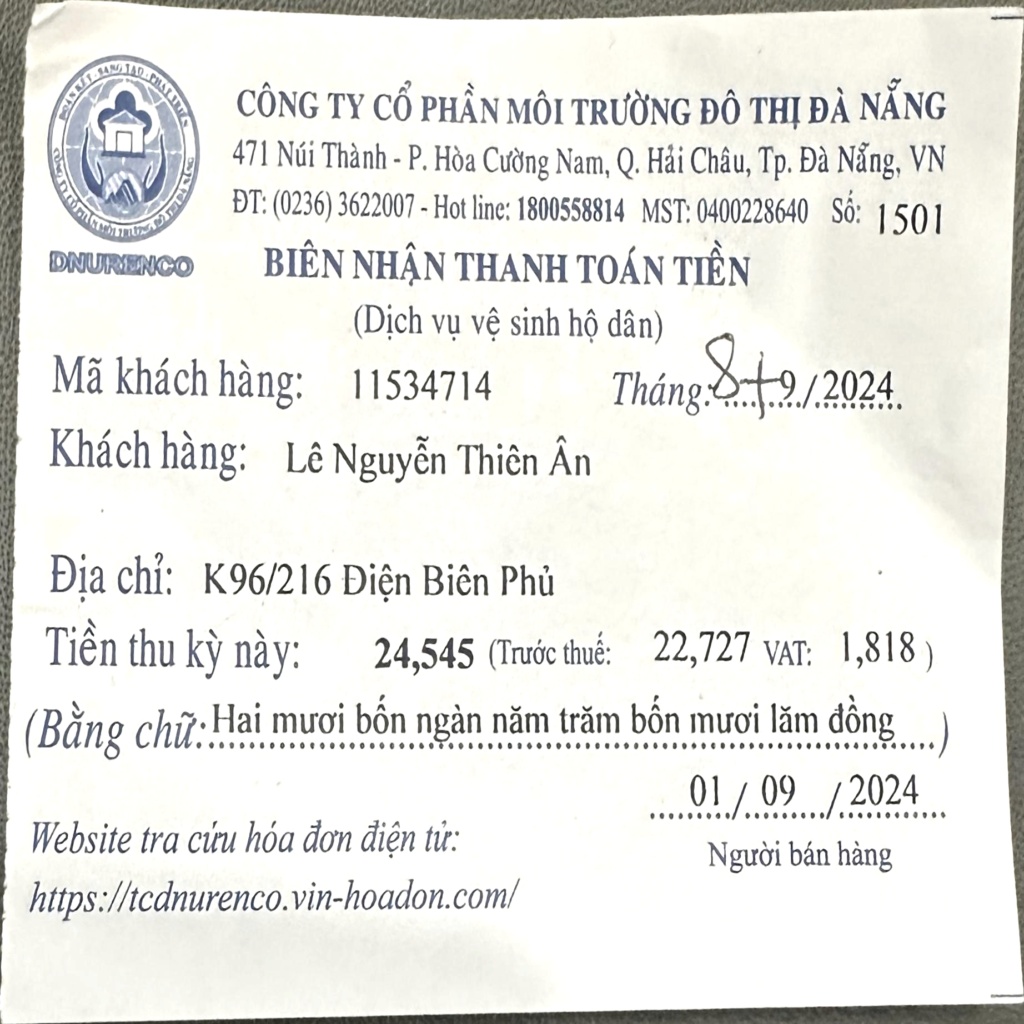 ĐOÀN KẾT - SÁNG TẠO - PHÁT TRIỂN
CÔNG TY CỔ PHẦN MÔI TRƯỜNG ĐÔ THỊ ĐÀ NẴNG
DNURENCO
CÔNG TY CỔ PHẦN MÔI TRƯỜNG ĐÔ THỊ ĐÀ NẴNG
471 Núi Thành - P. Hòa Cường Nam, Q. Hải Châu, Tp. Đà Nẵng, VN
ĐT: (0236) 3622007 - Hot line: 1800558814 MST: 0400228640 Số: 1501
BIÊN NHẬN THANH TOÁN TIỀN
(Dịch vụ vệ sinh hộ dân)
Mã khách hàng: 11534714 Tháng: 8+9/2024
Khách hàng: Lê Nguyễn Thiên Ân
Địa chỉ: K96/216 Điện Biên Phủ
Tiền thu kỳ này: 24,545 (Trước thuế: 22,727 VAT: 1,818 )
(Bằng chữ: Hai mươi bốn ngàn năm trăm bốn mươi lăm đồng )
01 / 09 / 2024
Người bán hàng
Website tra cứu hóa đơn điện tử:
https://tcdnurenco.vin-hoadon.com/